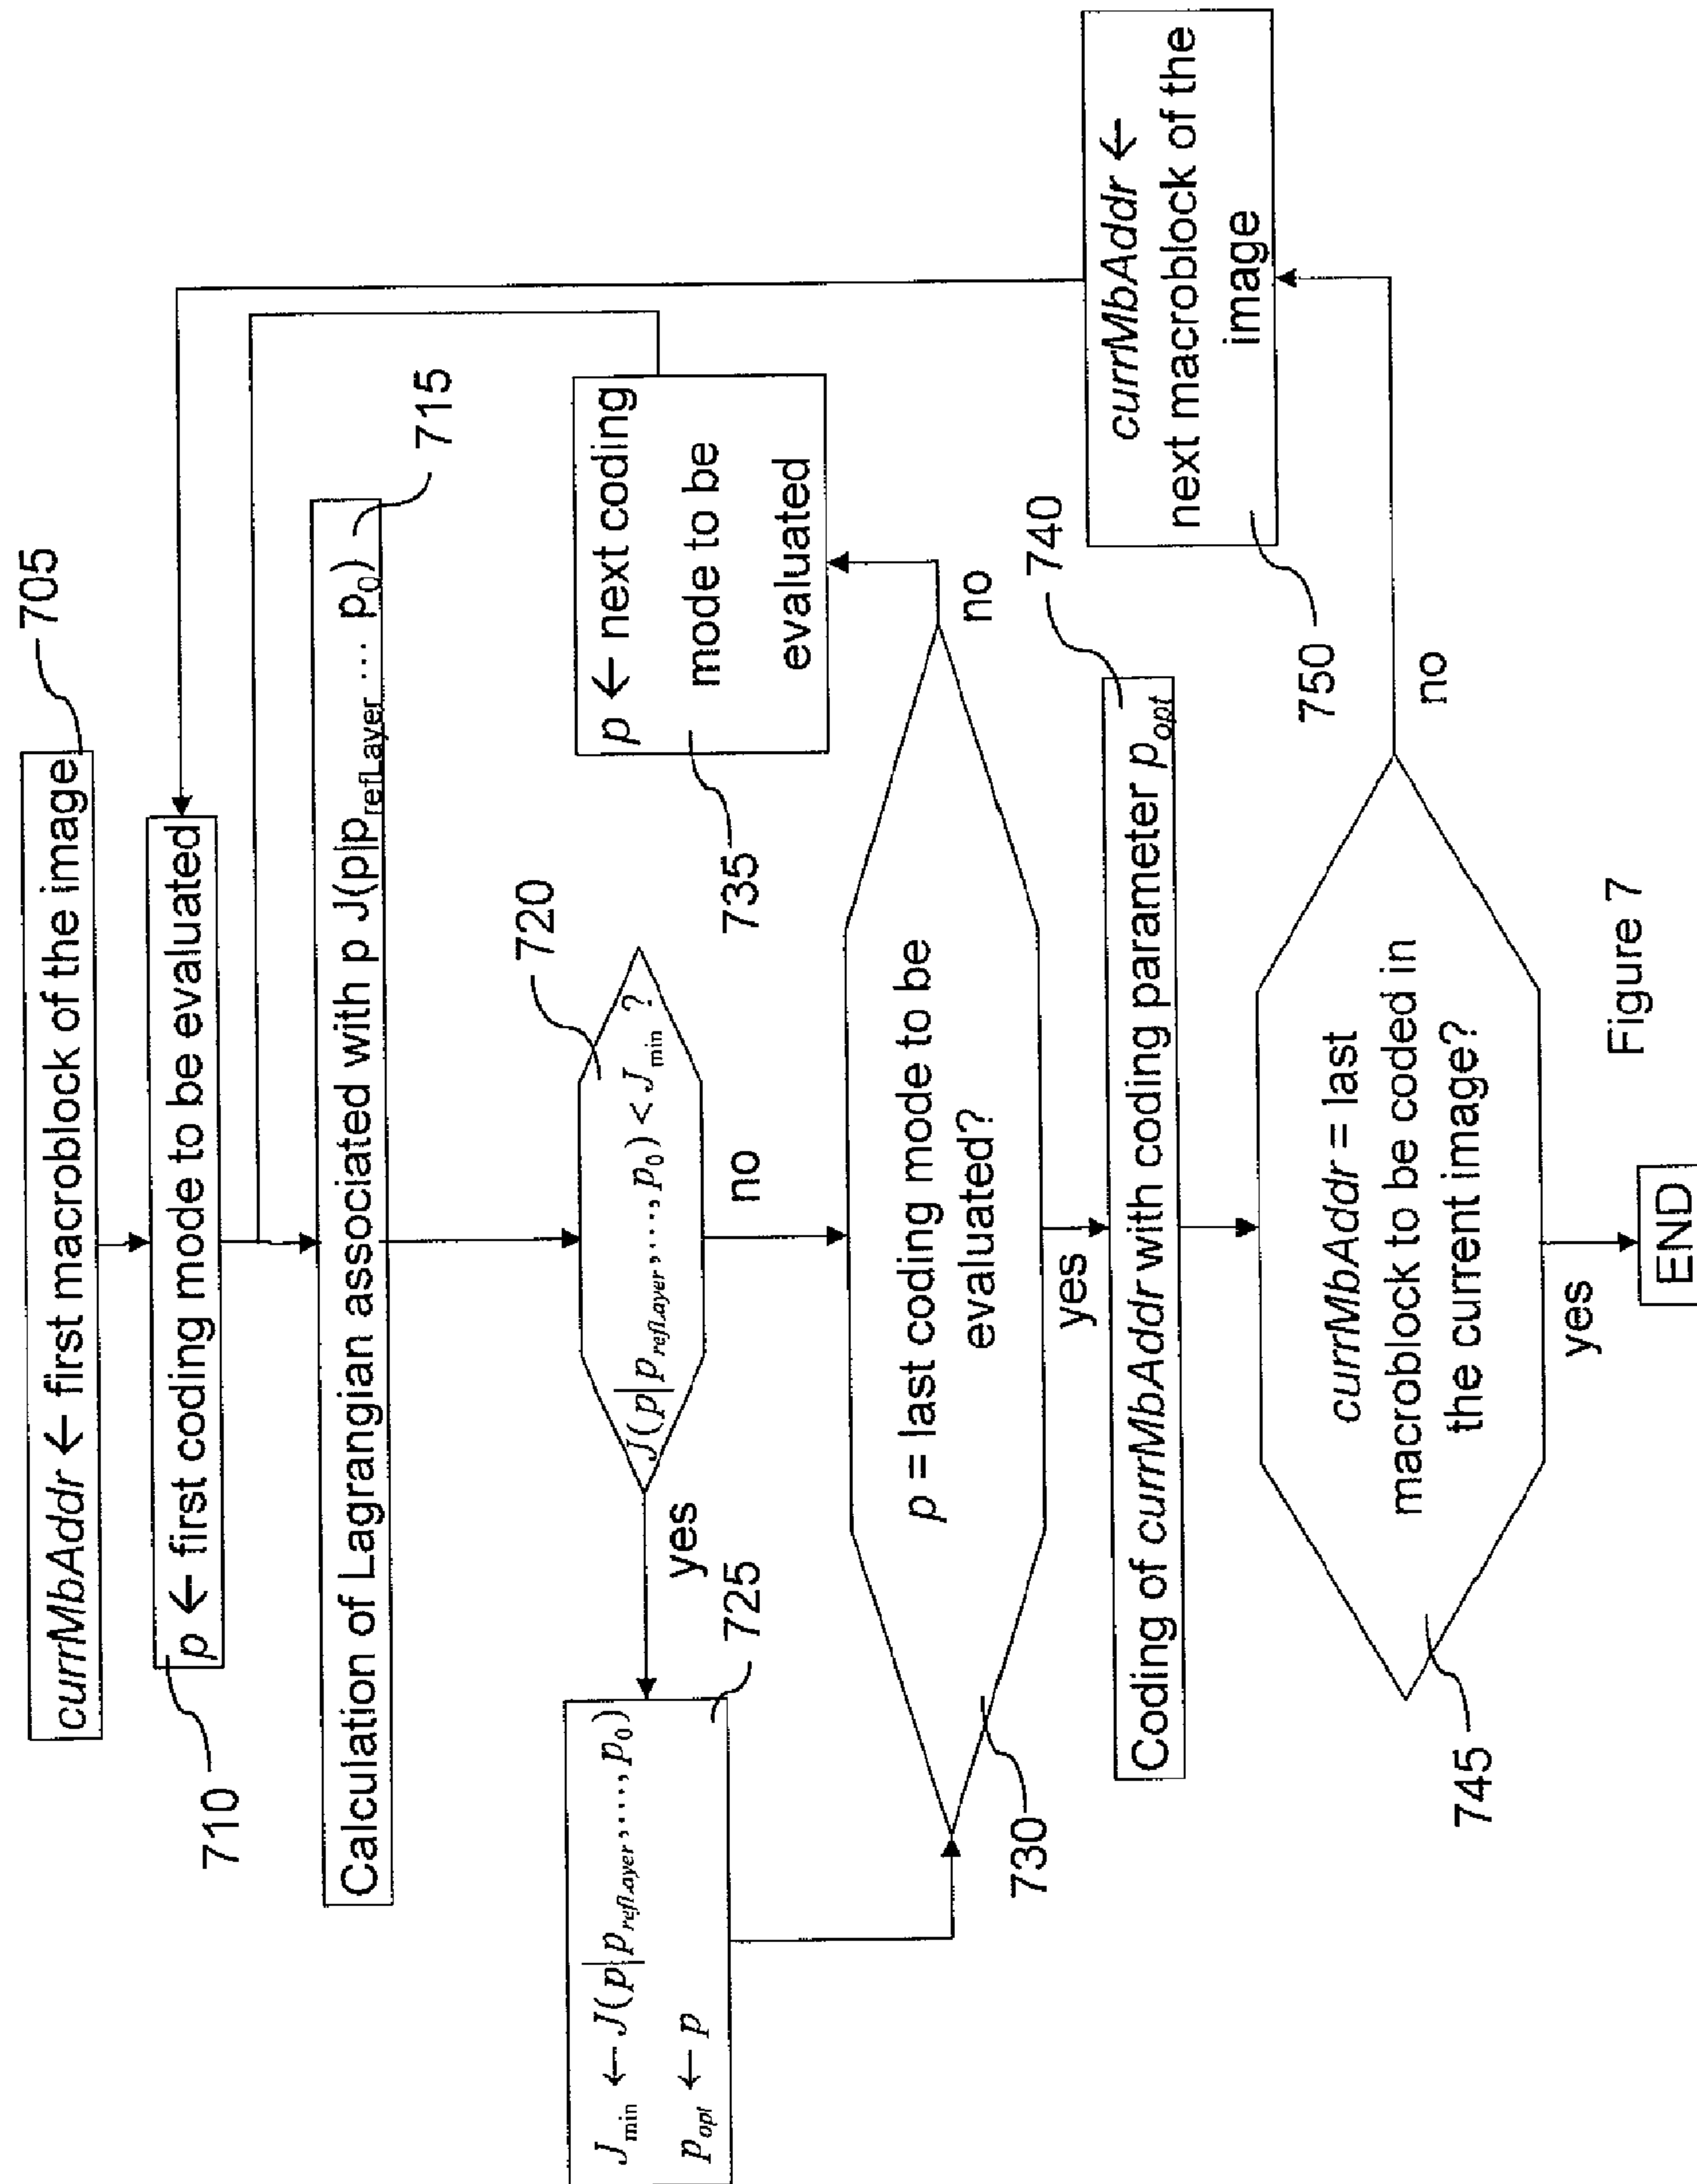 705
currMbAddr ← first macroblock of the image
710
p ← first coding mode to be evaluated
Calculation of Lagrangian associated with p J(p|p_refLayer ... p_0)
715
720
J(p|p_refLayer,...,p_0) < J_min ?
yes
no
J_min ← J(p|p_refLayer,...,p_0)
p_opt ← p
725
p ← next coding
mode to be
evaluated
735
p = last coding mode to be
evaluated?
730
no
yes
740
Coding of currMbAddr with coding parameter p_opt
currMbAddr ←
next macroblock of the
image
750
currMbAddr = last
macroblock to be coded in
the current image?
745
no
yes
END
Figure 7